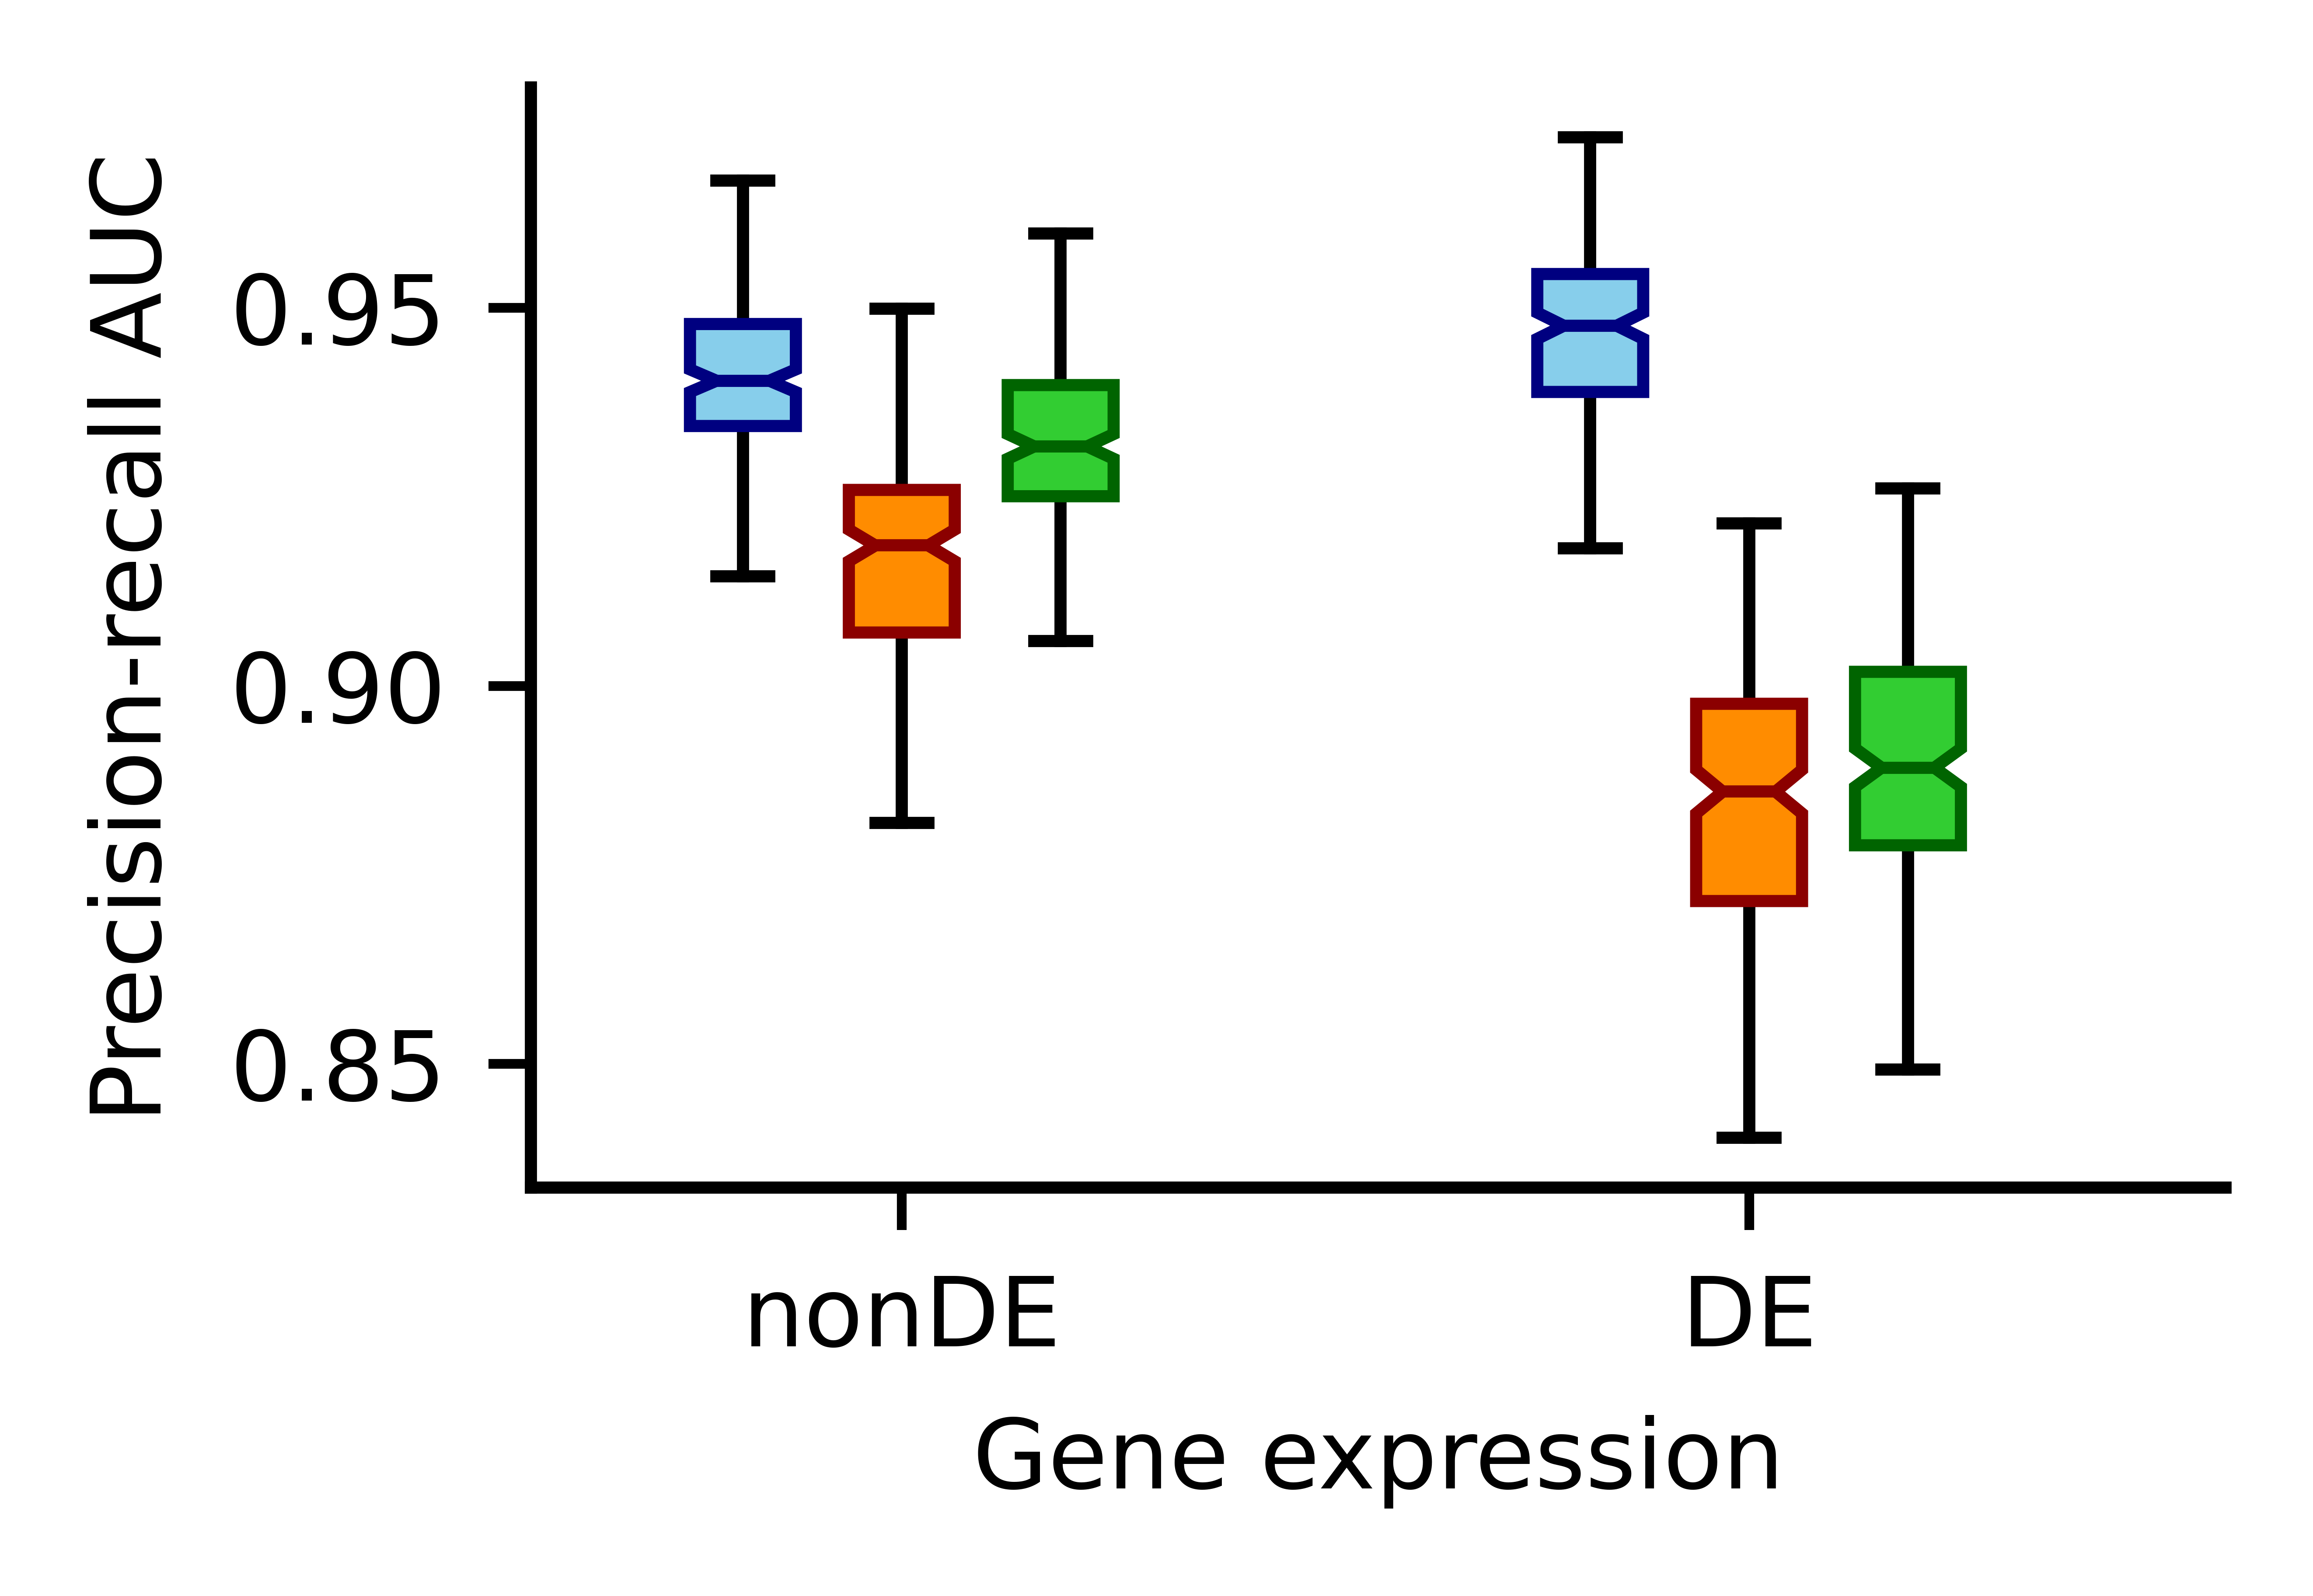 Precision-recall AUC
0.95
0.90
0.85
nonDE
DE
Gene expression